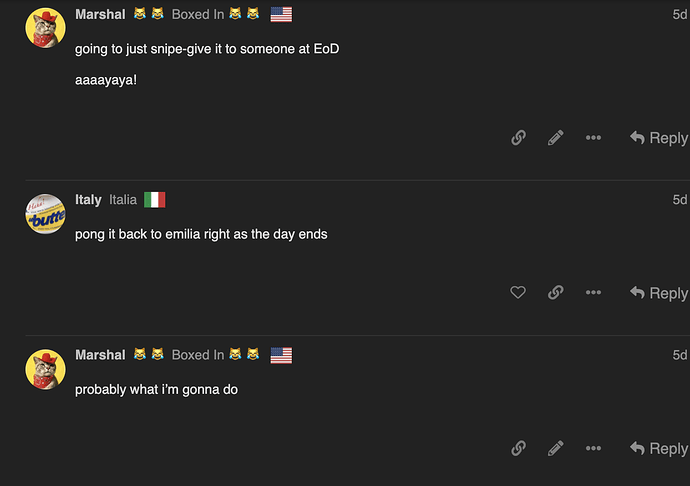 Marshal 😹 😹 Boxed In 😹 😹 🇺🇸 5d
going to just snipe-give it to someone at EoD
aaaayaya!
Reply
Italy Italia 🇮🇹 5d
butte
pong it back to emilia right as the day ends
Reply
Marshal 😹 😹 Boxed In 😹 😹 🇺🇸 5d
probably what i'm gonna do
Reply